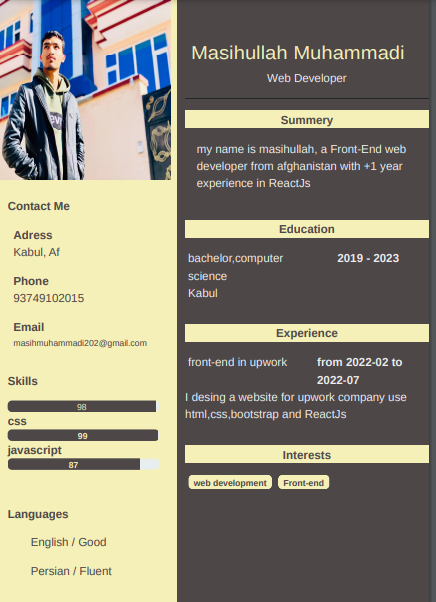 Masihullah Muhammadi
Web Developer
Summery
my name is masihullah, a Front-End web
developer from afghanistan with +1 year
experience in ReactJs
Education
bachelor,computer
science
2019 - 2023
Kabul
Experience
front-end in upwork
from 2022-02 to
2022-07
I desing a website for upwork company use
html,css,bootstrap and ReactJs
Interests
web development
Front-end
Contact Me
Adress
Kabul, Af
Phone
93749102015
Email
masihmuhammadi202@gmail.com
Skills
98
css
99
javascript
87
Languages
English / Good
Persian / Fluent